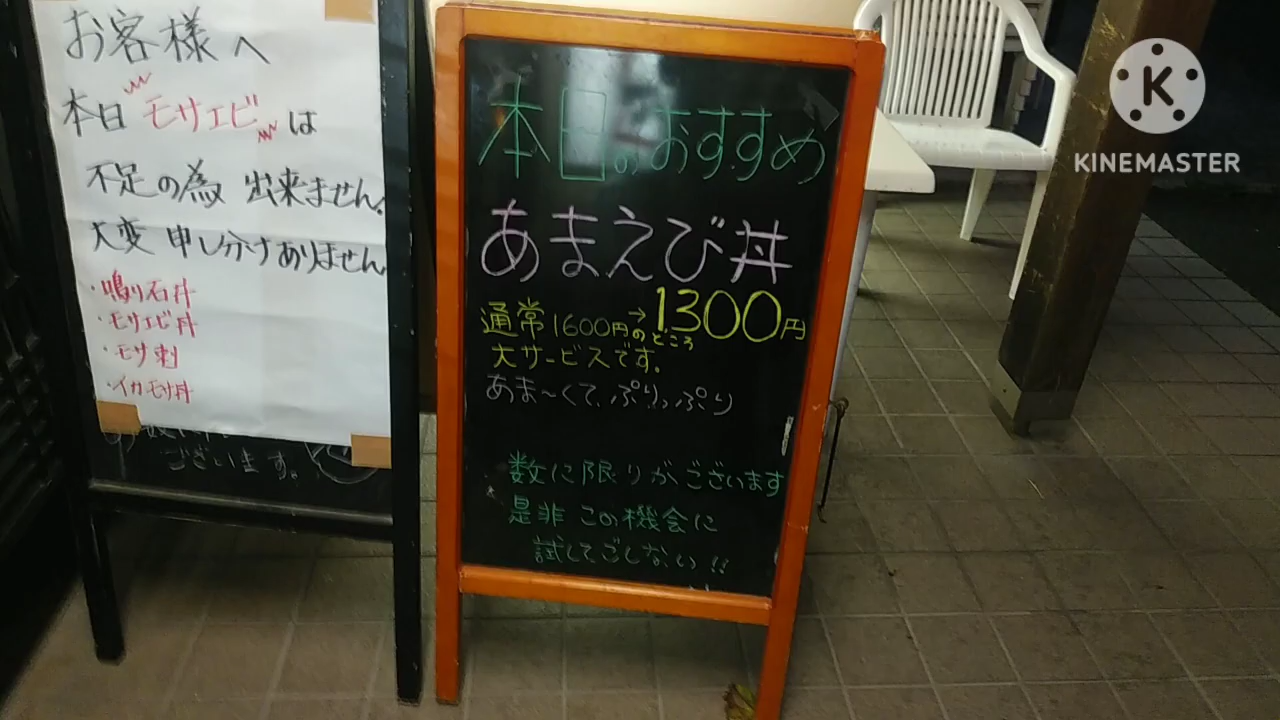 お客様へ
本日モサエビは
不足の為 出来ません。
大変 申し分けありません
・鳴り石丼
・モサエビ丼
・モサ刺
・イカモサ丼
ございます。
本日のおすすめ
あまえび丼
通常1600円のどころ→1300円
大サービスです。
あま〜くて、ぷりっぷり
数に限りがございます
是非 この機会に
試してごしない!!
K
KINEMASTER